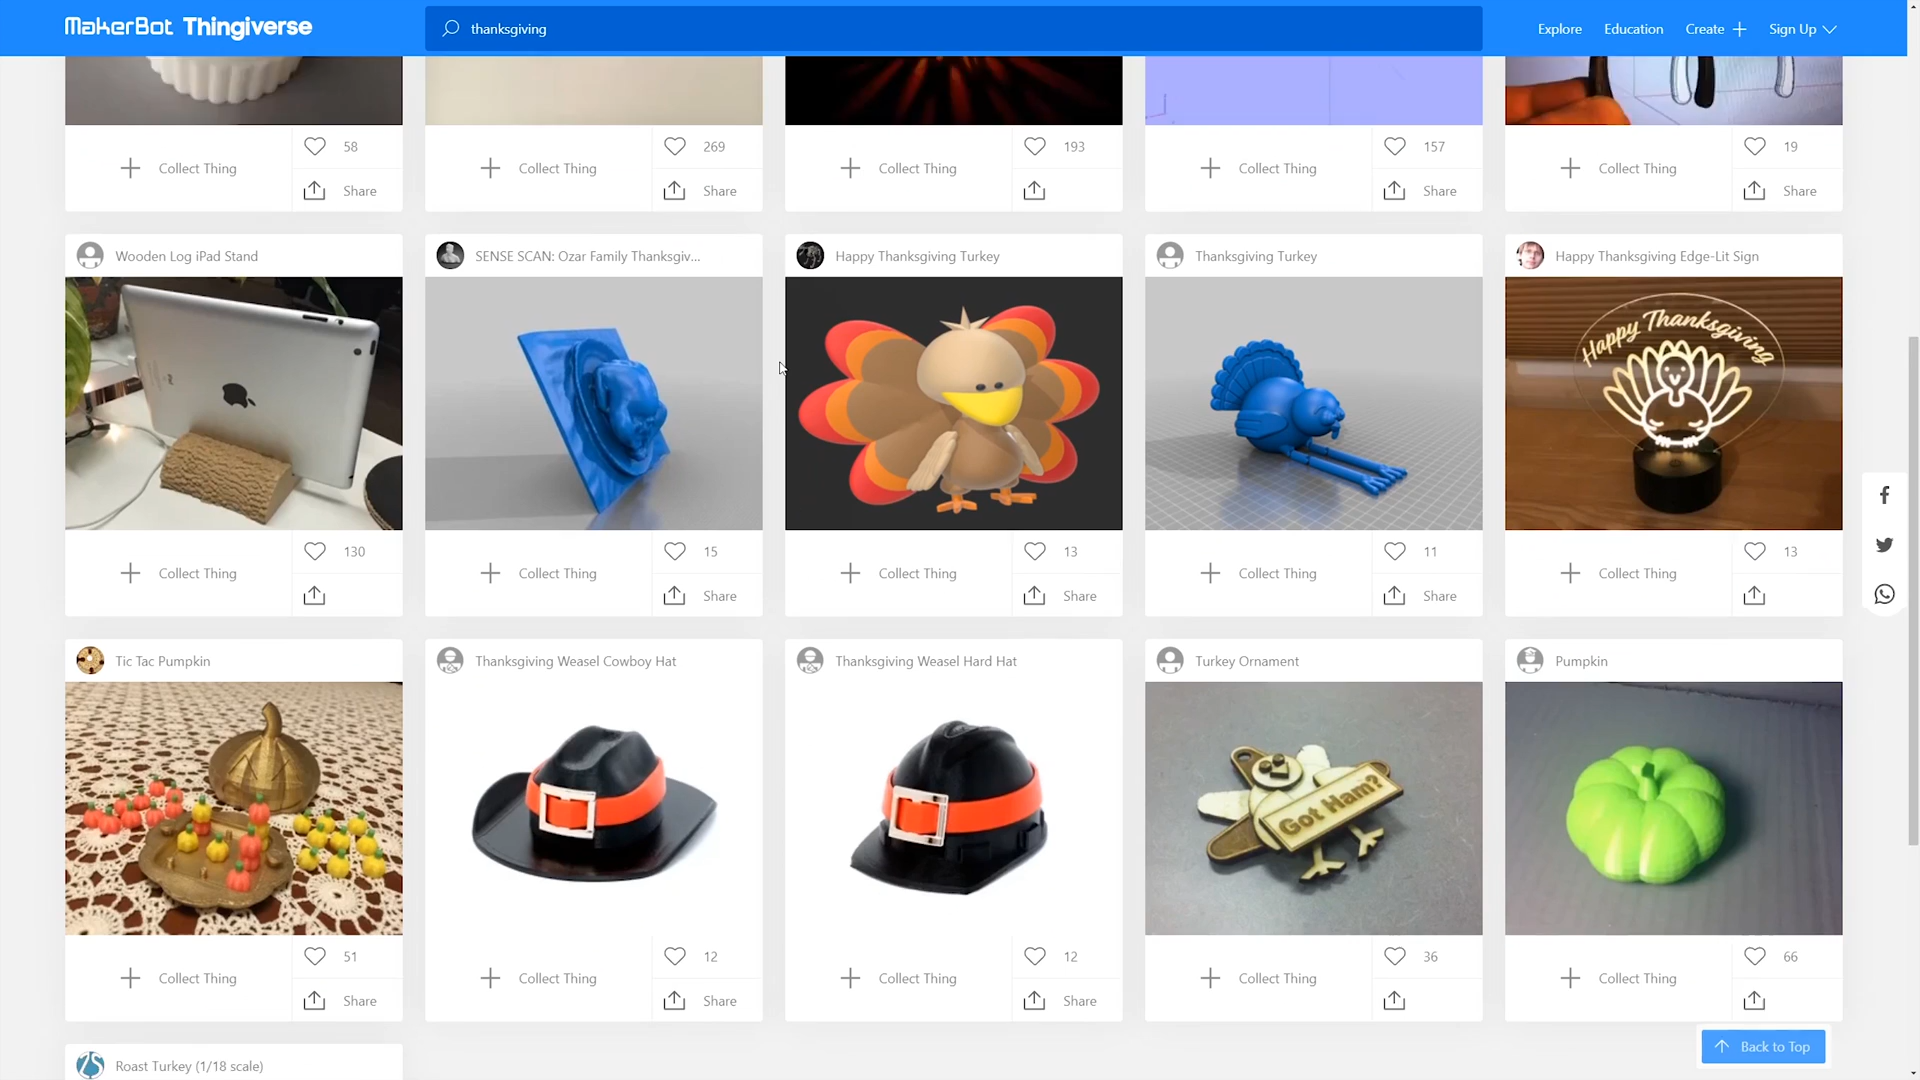 MakerBot Thingiverse
thanksgiving
Explore
Education
Create
Sign Up
Collect Thing
58
Share
Collect Thing
269
Share
Collect Thing
193
Collect Thing
157
Share
Collect Thing
19
Share
Wooden Log iPad Stand
Collect Thing
130
SENSE SCAN: Ozar Family Thanksgiv...
Collect Thing
15
Share
Happy Thanksgiving Turkey
Collect Thing
13
Share
Thanksgiving Turkey
Collect Thing
11
Share
Happy Thanksgiving Edge-Lit Sign
Happy Thanksgiving
Collect Thing
13
Tic Tac Pumpkin
Collect Thing
51
Share
Thanksgiving Weasel Cowboy Hat
Collect Thing
12
Share
Thanksgiving Weasel Hard Hat
Collect Thing
12
Share
Turkey Ornament
Got Ham?
Collect Thing
36
Pumpkin
Collect Thing
66
Roast Turkey (1/18 scale)
Back to Top